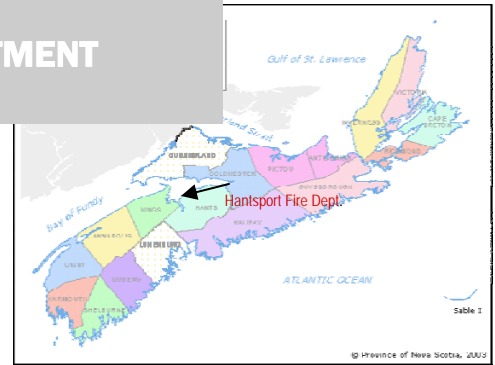 TMENT
Gulf of St. Lawrence
VICTORIA
INVERNESS
CAPE
BRETON
RICHMOND
land Strait
CUMBERLAND
COLCHESTER
PICTOU
ANTIGONISH
GUYSBOROUGH
Hantsport Fire Dept.
Bay of Fundy
KINGS
HANTS
HALIFAX
ANNAPOLIS
LUNENBURG
DIGBY
QUEENS
YARMOUTH
SHELBURNE
ATLANTIC OCEAN
Sable I
© Province of Nova Scotia, 2003